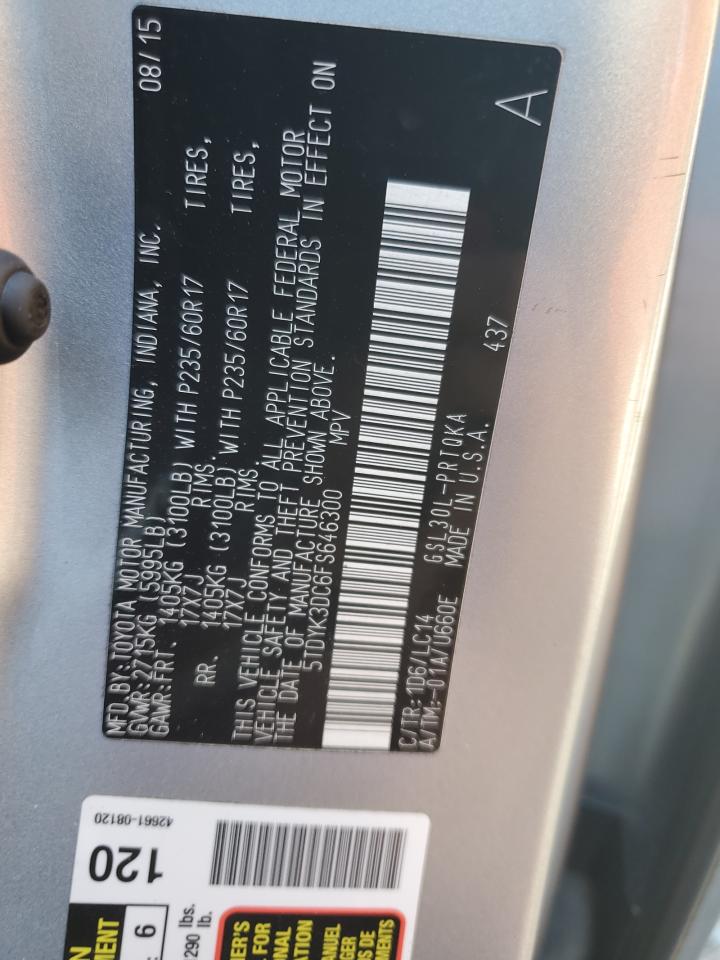 MFD.BY:TOYOTA MOTOR MANUFACTURING, INDIANA, INC. 08/15
GVWR:2715KG (5995LB)
GAWR:FRT. 1405KG (3100LB) WITH P235/60R17 TIRES,
17X7J RIMS,
RR. 1405KG (3100LB) WITH P235/60R17 TIRES,
17X7J RIMS.
THIS VEHICLE CONFORMS TO ALL APPLICABLE FEDERAL MOTOR
VEHICLE SAFETY AND THEFT PREVENTION STANDARDS IN EFFECT ON
THE DATE OF MANUFACTURE SHOWN ABOVE.
5TDYK3DC6FS646300 MPV
C/TR:1D6/LC14 GSL30L-PRTQKA 437
A/TM:-01A/U660E MADE IN U.S.A.
A
42661-08120
120
6
1290 lbs.
lb.
FOR